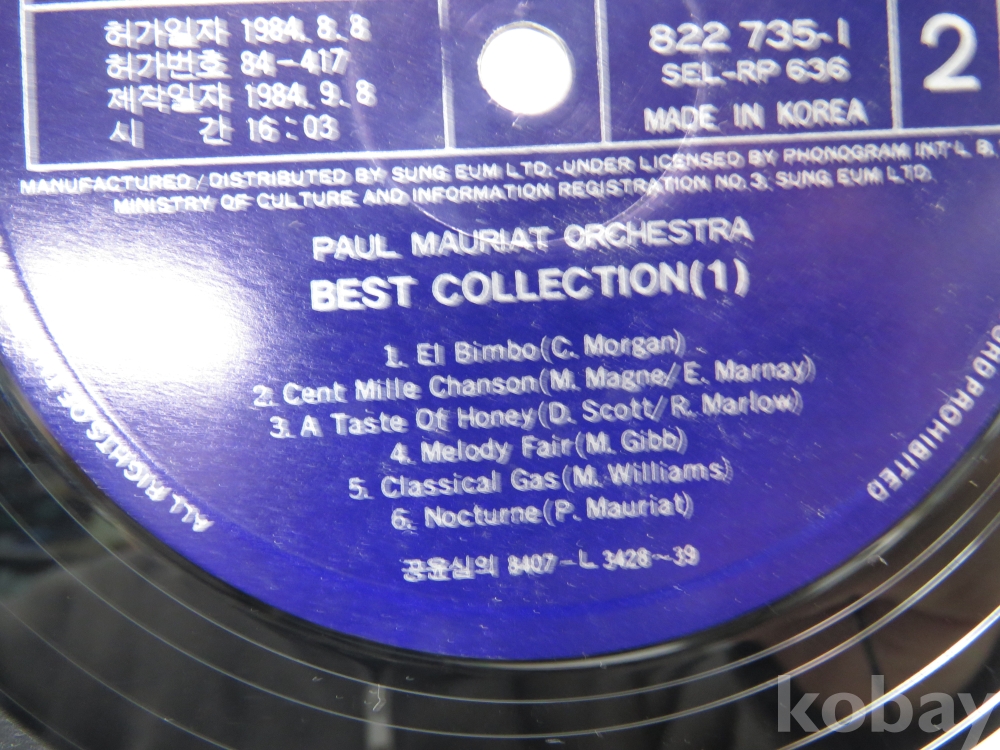 허가일자 1984.8.8
허가번호 84-417
제작일자 1984.9.8
시 간 16:03
822 735-1
SEL-RP 636
MADE IN KOREA
2
MANUFACTURED/DISTRIBUTED BY SUNG EUM LTD.-UNDER LICENSED BY PHONOGRAM INT'L B.
MINISTRY OF CULTURE AND INFORMATION REGISTRATION NO.3. SUNG EUM LTD.
PAUL MAURIAT ORCHESTRA
BEST COLLECTION(1)
1. El Bimbo(C. Morgan)
2. Cent Mille Chanson(M. Magne/E. Marnay)
3. A Taste Of Honey(D. Scott/R. Marlow)
4. Melody Fair(M. Gibb)
5. Classical Gas(M. Williams)
6. Nocturne(P. Mauriat)
공윤심의 8407-L 3428~39
ALL RIGHTS OF
PROHIBITED
kobay